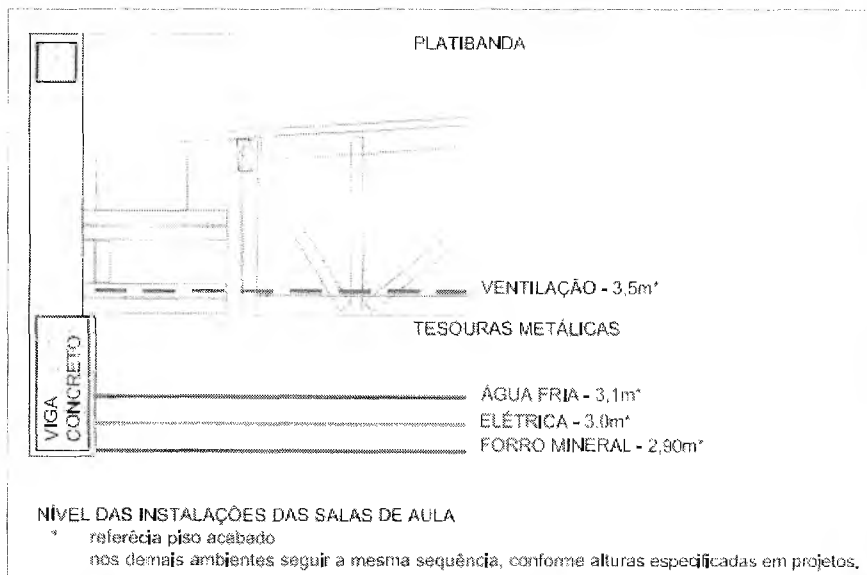 PLATIBANDA
VENTILAÇÃO - 3,5m*
TESOURAS METÁLICAS
VIGA
CONCRETO
ÁGUA FRIA - 3,1m*
ELÉTRICA - 3.0m*
FORRO MINERAL - 2,90m*
NÍVEL DAS INSTALAÇÕES DAS SALAS DE AULA
* referêcia piso acabado
nos demais ambientes seguir a mesma sequência, conforme alturas especificadas em projetos.